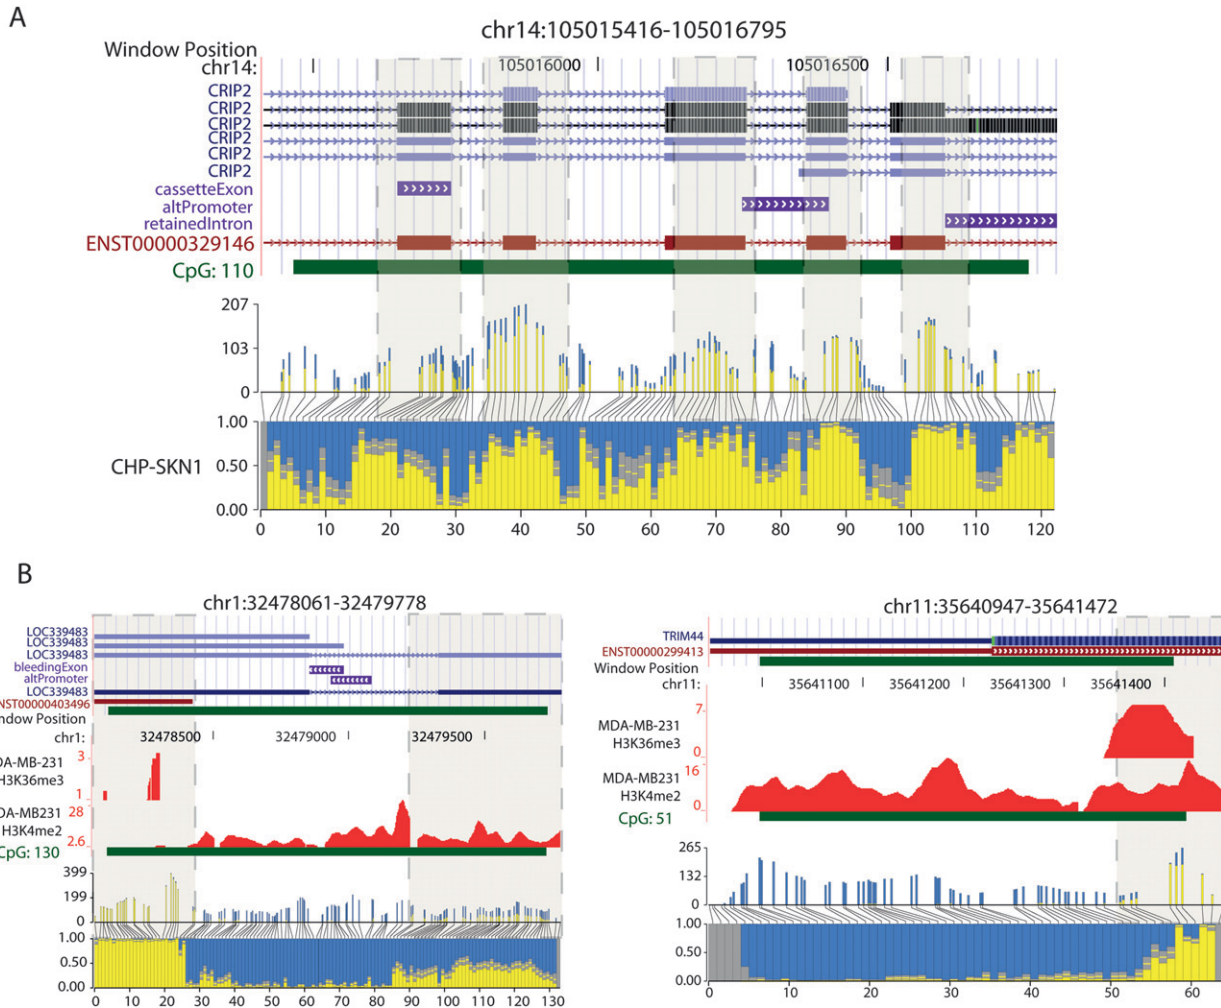 A
chr14:105015416-105016795
Window Position
chr14:
105016000
105016500
CRIP2
CRIP2
CRIP2
CRIP2
CRIP2
CRIP2
cassetteExon
altPromoter
retainedIntron
ENST00000329146
CpG: 110
207
103
0
1.00
0.50
0.00
CHP-SKN1
0 10 20 30 40 50 60 70 80 90 100 110 120
B
chr1:32478061-32479778
LOC339483
LOC339483
LOC339483
bleedingExon
altPromoter
LOC339483
NST00000403496
ndow Position
chr1:
32478500
32479000
32479500
DA-MB-231
H3K36me3
3
1
DA-MB231
H3K4me2
28
2.6
CpG: 130
399
199
0
1.00
0.50
0.00
0 10 20 30 40 50 60 70 80 90 100 110 120 130
chr11:35640947-35641472
TRIM44
ENST00000299413
Window Position
chr11:
35641100
35641200
35641300
35641400
MDA-MB-231
H3K36me3
7
0
MDA-MB231
H3K4me2
16
0
CpG: 51
265
132
0
1.00
0.50
0.00
0 10 20 30 40 50 60